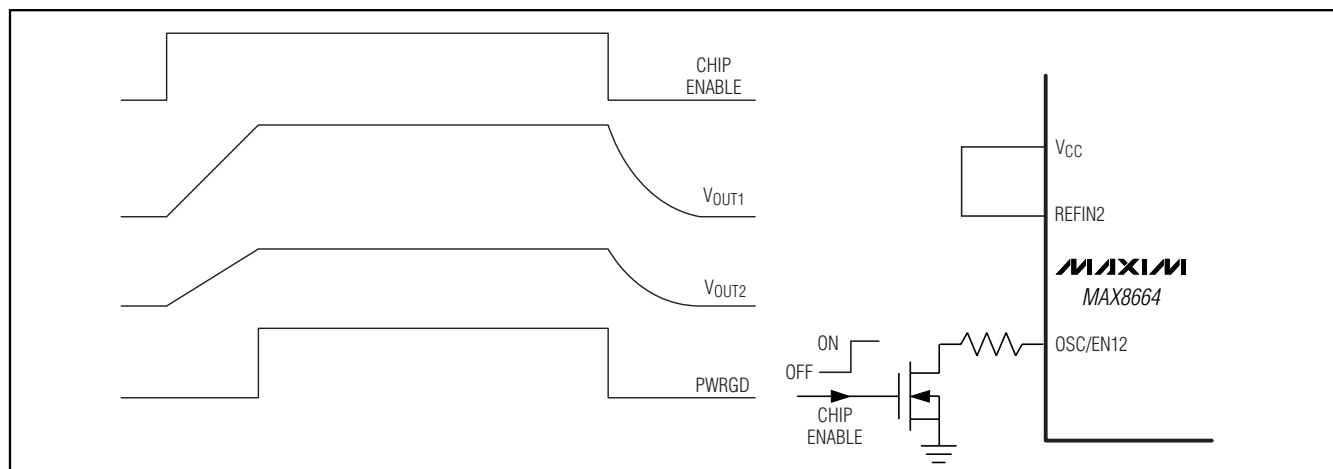 CHIP
ENABLE
VOUT1
VOUT2
PWRGD
VCC
REFIN2
MAXIM
MAX8664
OSC/EN12
ON
OFF
CHIP
ENABLE